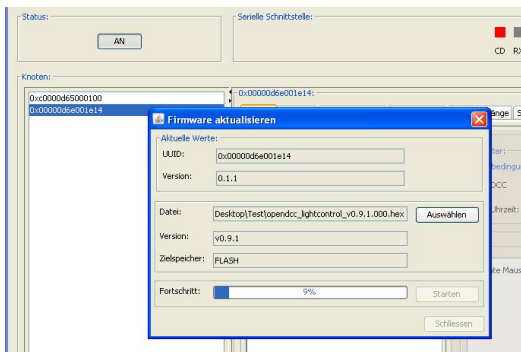 Status:
AN
Serielle Schnittstelle:
CD
Knoten:
0xc0000d65000100
0x00000d6e001e14
0x00000d6e001e14:
Firmware aktualisieren
Aktuelle Werte:
UUID:
0x00000d6e001e14
Version:
0.1.1
Datei:
Desktop\Test\opendcc_lightcontrol_v0.9.1.000.hex
Auswählen
Version:
v0.9.1
Zielspeicher:
FLASH
Fortschritt:
9%
Starten
Schliessen